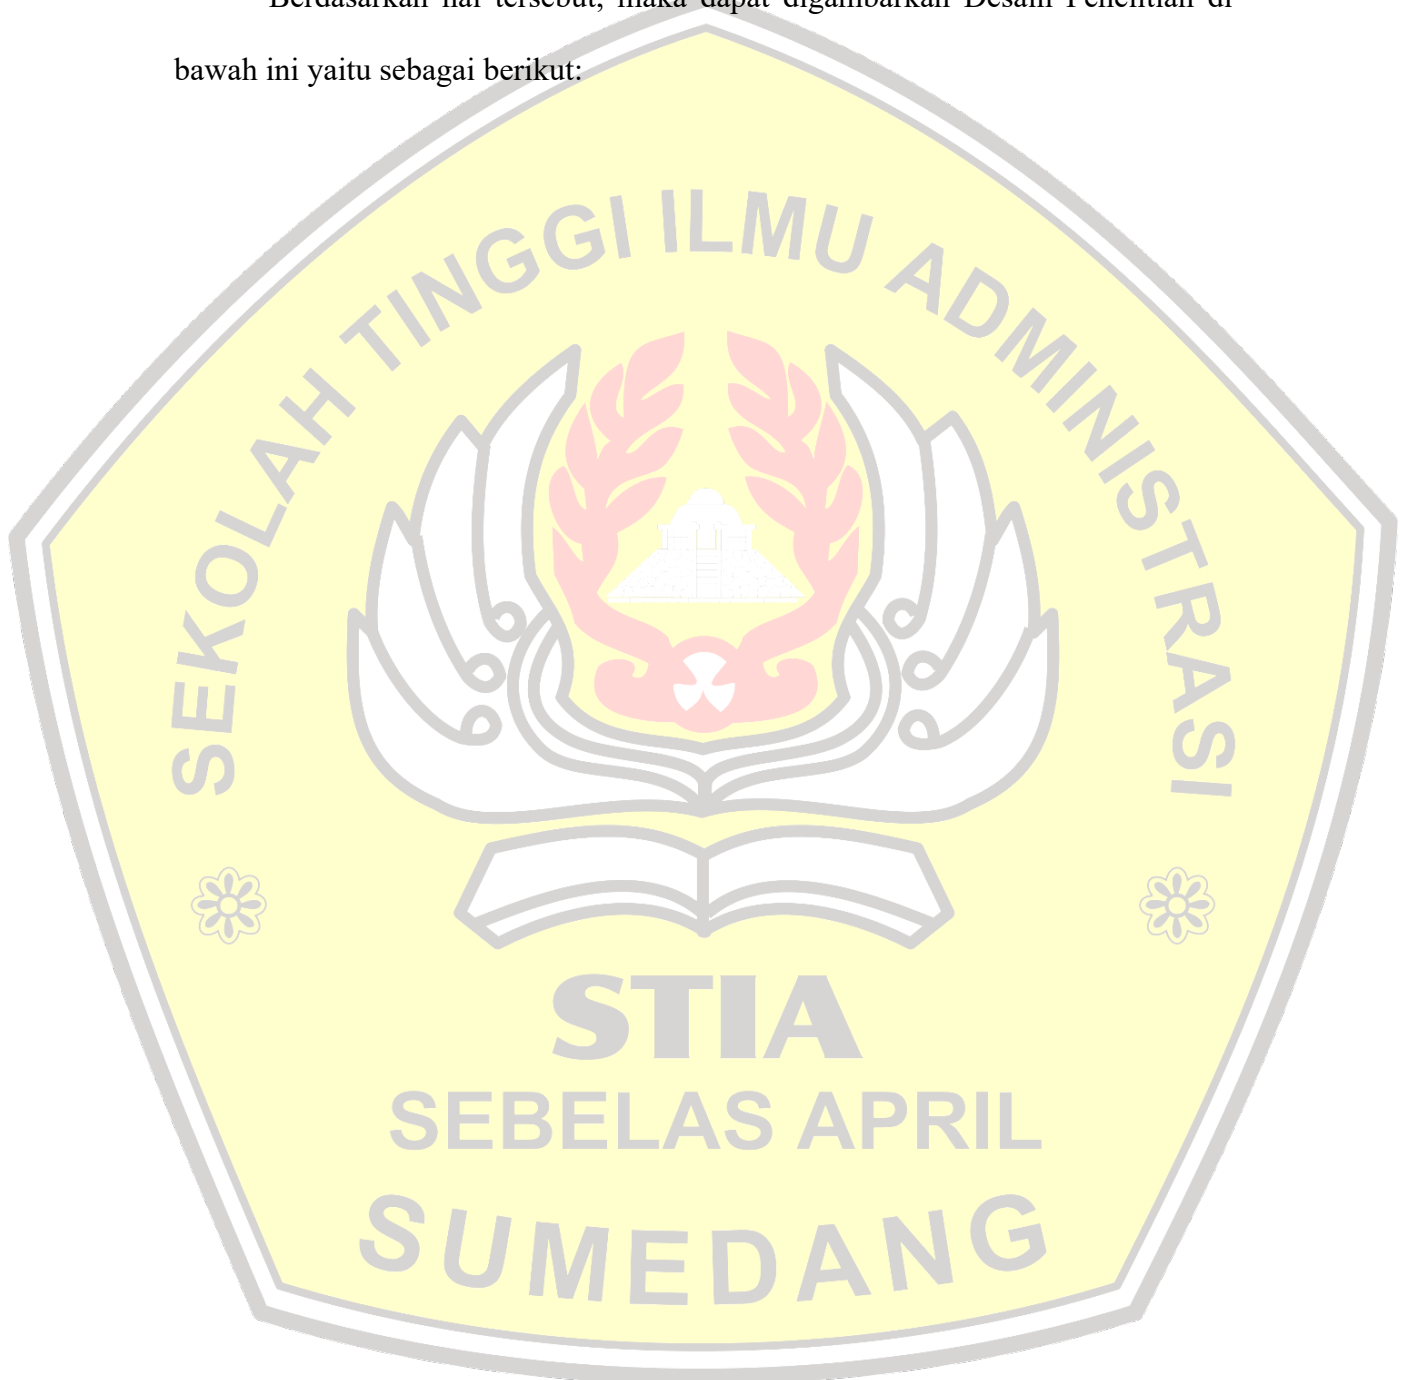 Berdasarkan hal tersebut, maka dapat digambarkan Desain Penelitian di
bawah ini yaitu sebagai berikut:
SEKOLAH TINGGI ILMU ADMINISTRASI
STIA
SEBELAS APRIL
SUMEDANG